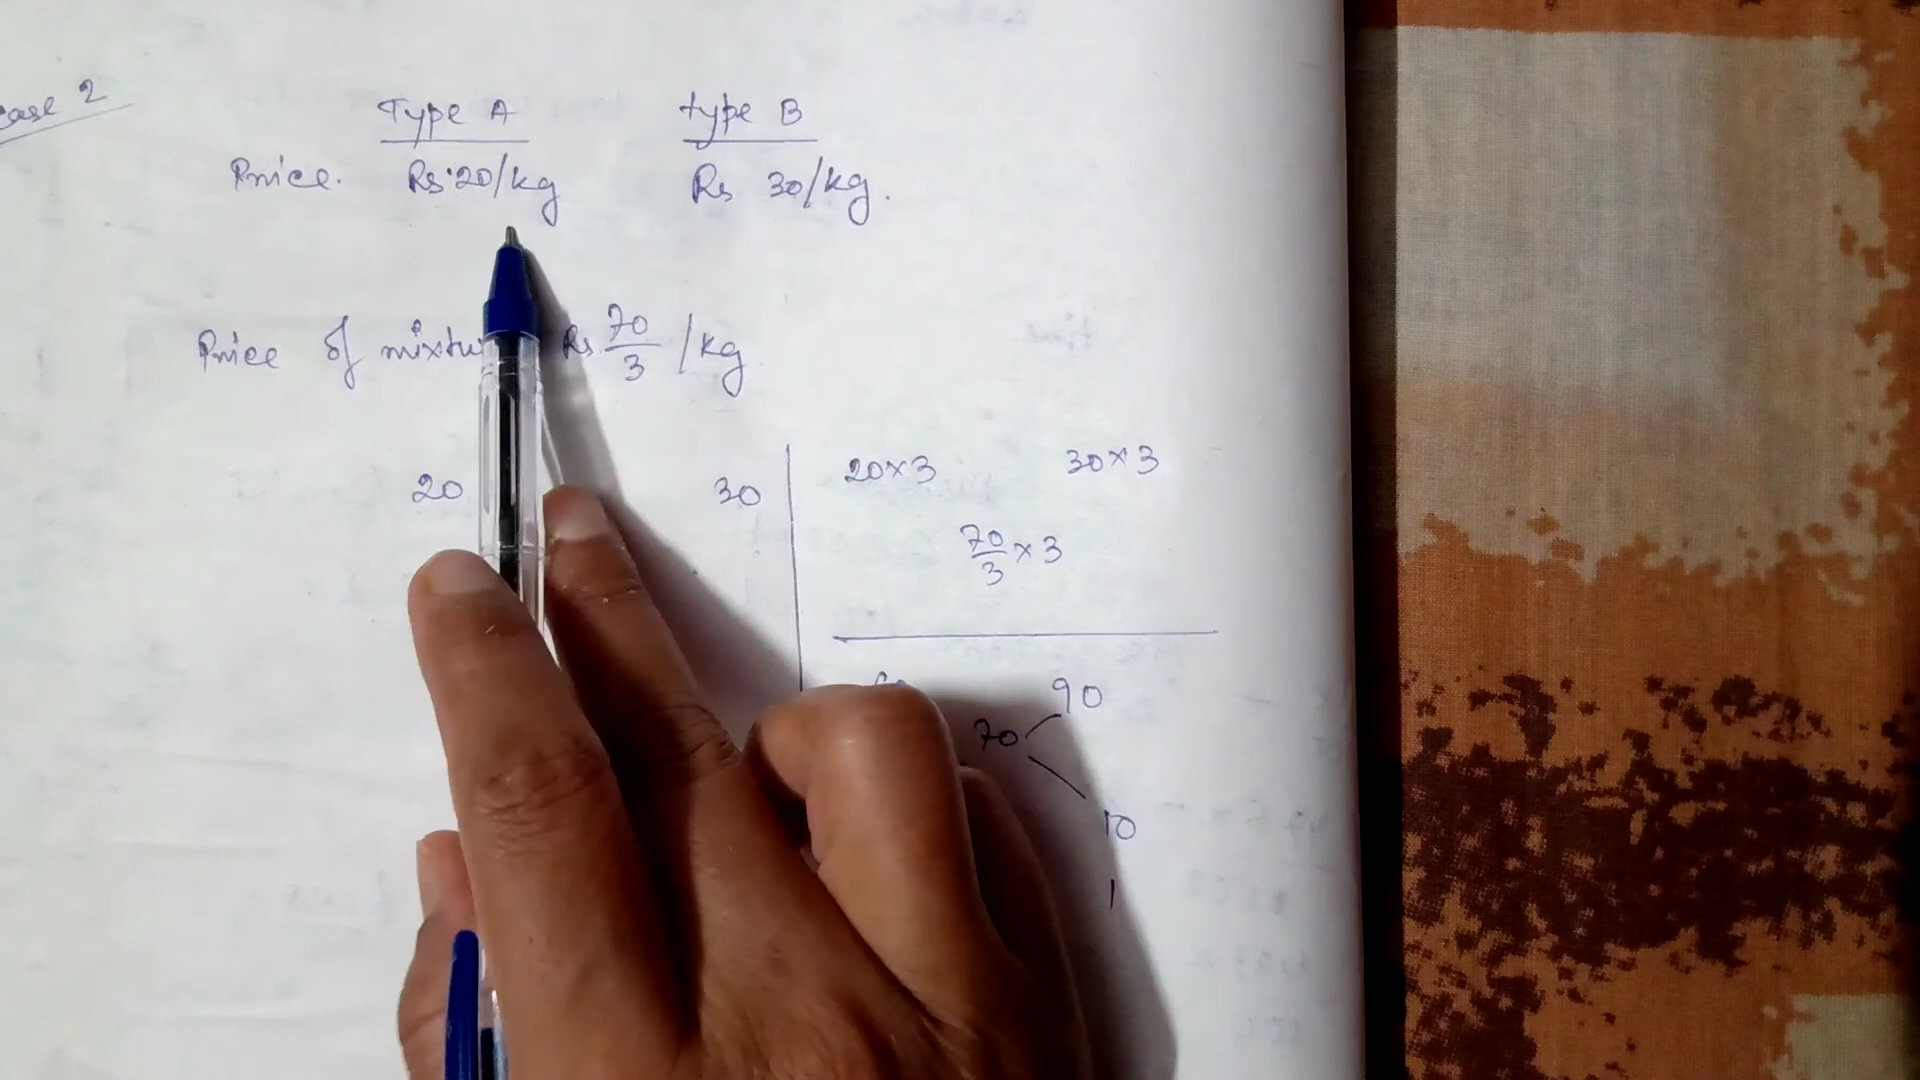 case 2
Type A type B
Price. Rs. 20/kg Rs 30/kg.
Price of Rs. 70/3 /kg
20 30
20×3 30×3
70/3 ×3
90
70
10
1